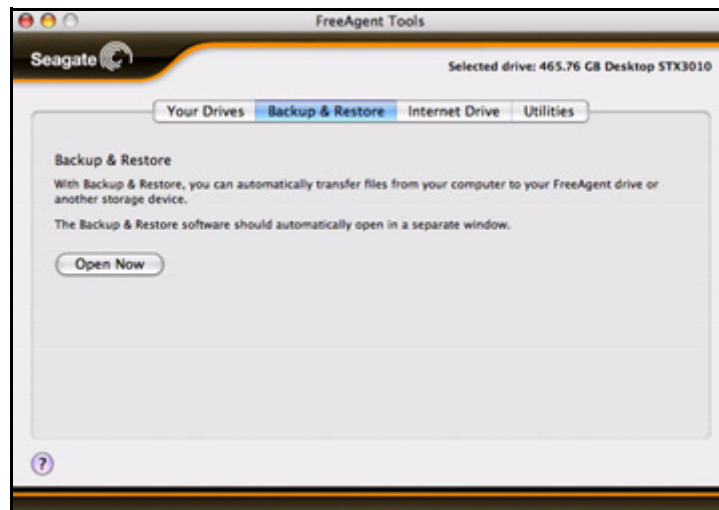 FreeAgent Tools
Seagate
Selected drive: 465.76 GB Desktop STX3010
Your Drives Backup & Restore Internet Drive Utilities
Backup & Restore
With Backup & Restore, you can automatically transfer files from your computer to your FreeAgent drive or
another storage device.
The Backup & Restore software should automatically open in a separate window.
Open Now
?